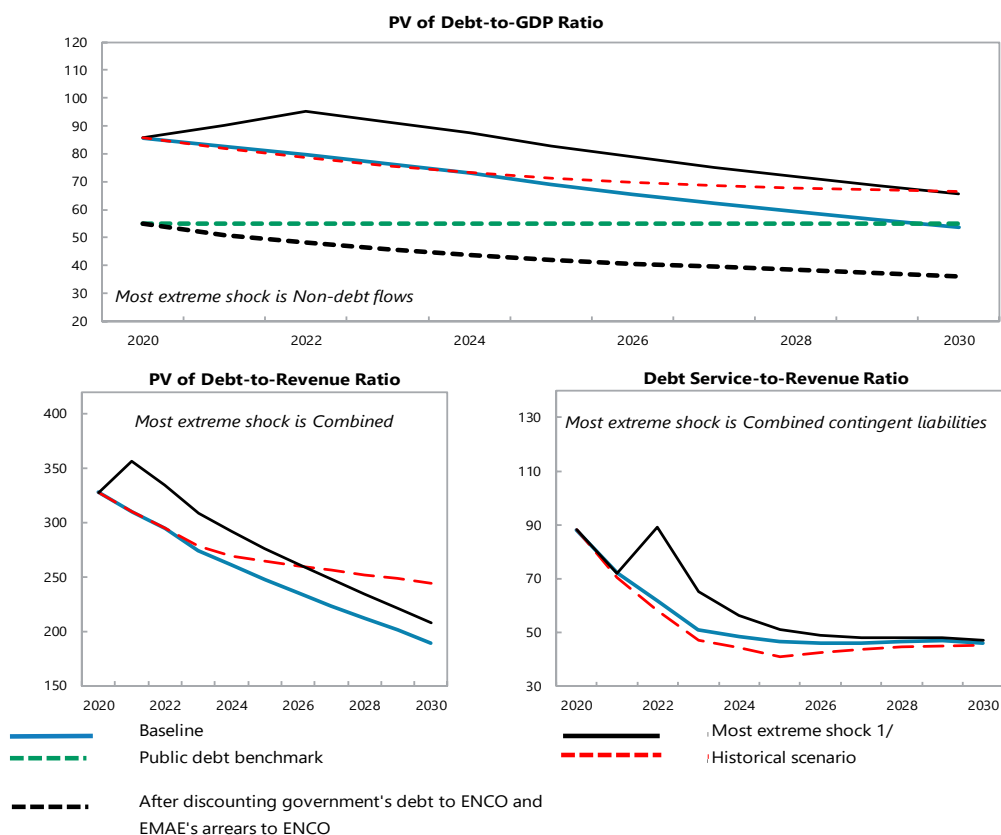 PV of Debt-to-GDP Ratio
120
110
100
90
80
70
60
50
40
30
20
Most extreme shock is Non-debt flows
2020 2022 2024 2026 2028 2030
PV of Debt-to-Revenue Ratio
Most extreme shock is Combined
400
350
300
250
200
150
2020 2022 2024 2026 2028 2030
Debt Service-to-Revenue Ratio
Most extreme shock is Combined contingent liabilities
130
110
90
70
50
30
2020 2022 2024 2026 2028 2030
Baseline
Public debt benchmark
Most extreme shock 1/
Historical scenario
After discounting government's debt to ENCO and
EMAE's arrears to ENCO